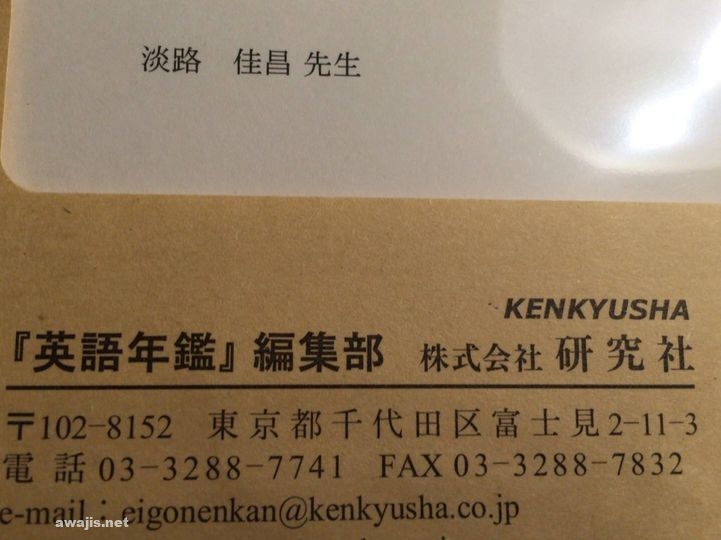 淡路　佳昌 先生
KENKYUSHA
『英語年鑑』編集部　株式会社 研究社
〒102-8152　東京都千代田区富士見2-11-3
電話 03-3288-7741　FAX 03-3288-7832
e-mail：eigonenkan@kenkyusha.co.jp
awajis.net